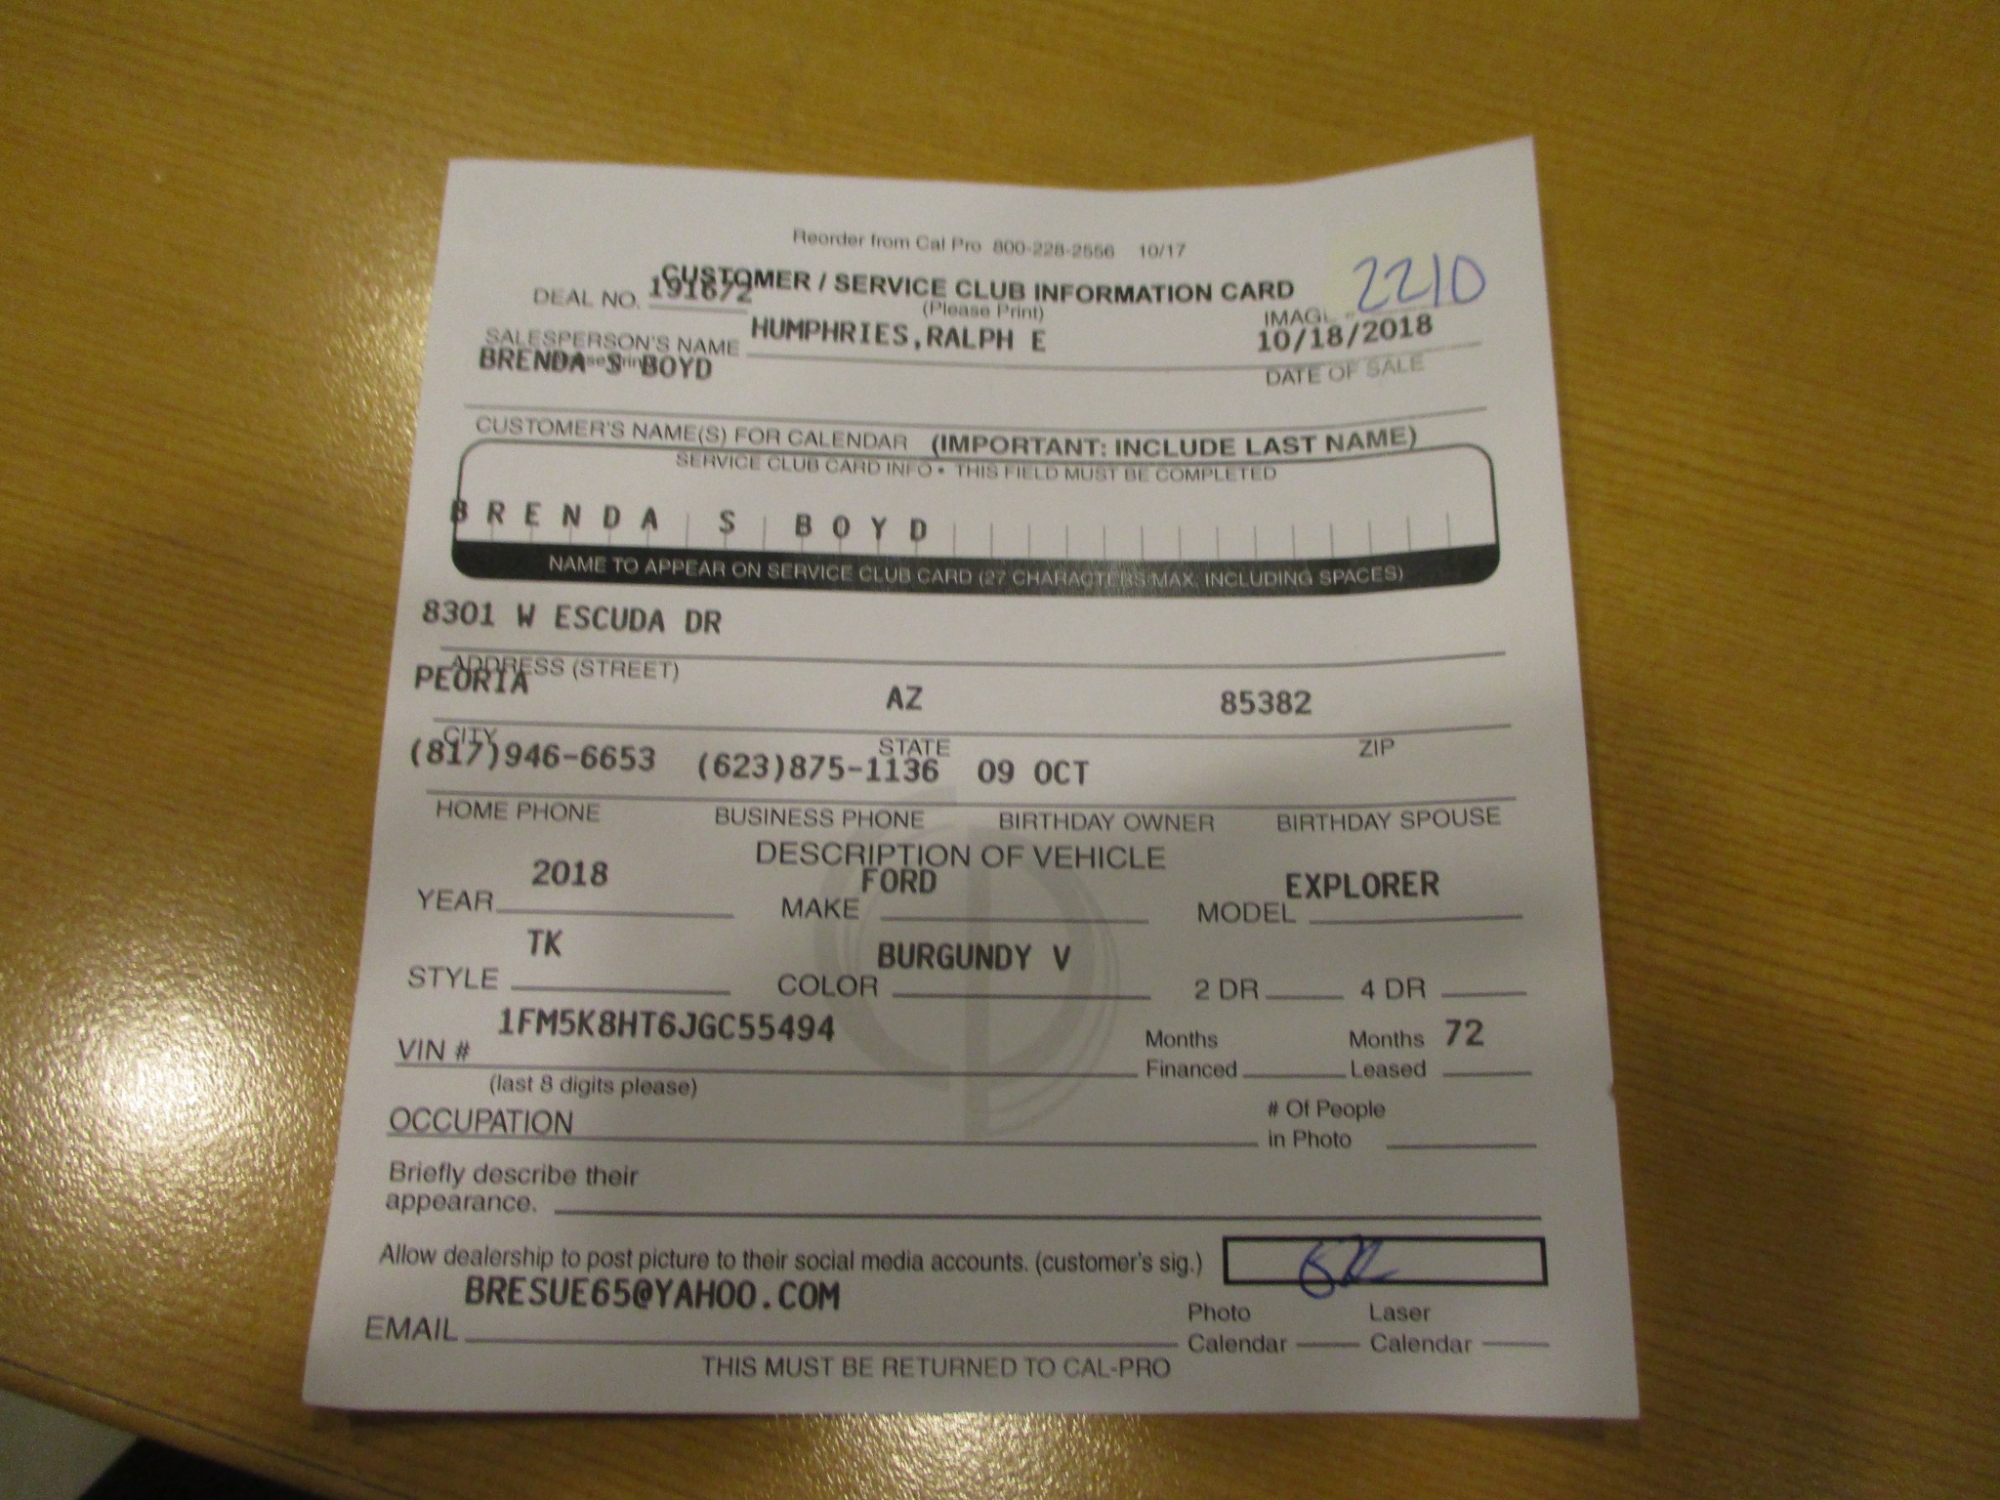 Reorder from Cal Pro 800-228-2556 10/17
CUSTOMER / SERVICE CLUB INFORMATION CARD 2210
DEAL NO. 191672 (Please Print) IMAGE
SALESPERSON'S NAME HUMPHRIES,RALPH E 10/18/2018
BRENDA S BOYD DATE OF SALE
CUSTOMER'S NAME(S) FOR CALENDAR (IMPORTANT: INCLUDE LAST NAME)
SERVICE CLUB CARD INFO • THIS FIELD MUST BE COMPLETED
BRENDA S BOYD
NAME TO APPEAR ON SERVICE CLUB CARD (27 CHARACTERS MAX. INCLUDING SPACES)
8301 W ESCUDA DR
ADDRESS (STREET)
PEORIA AZ 85382
CITY STATE ZIP
(817)946-6653 (623)875-1136 09 OCT
HOME PHONE BUSINESS PHONE BIRTHDAY OWNER BIRTHDAY SPOUSE
DESCRIPTION OF VEHICLE
YEAR 2018 MAKE FORD MODEL EXPLORER
STYLE TK COLOR BURGUNDY V 2 DR 4 DR
VIN # 1FM5K8HT6JGC55494 Months Financed Months Leased 72
(last 8 digits please)
OCCUPATION # Of People in Photo
Briefly describe their
appearance.
Allow dealership to post picture to their social media accounts. (customer's sig.)
BRESUE65@YAHOO.COM
EMAIL Photo Calendar Laser Calendar
THIS MUST BE RETURNED TO CAL-PRO